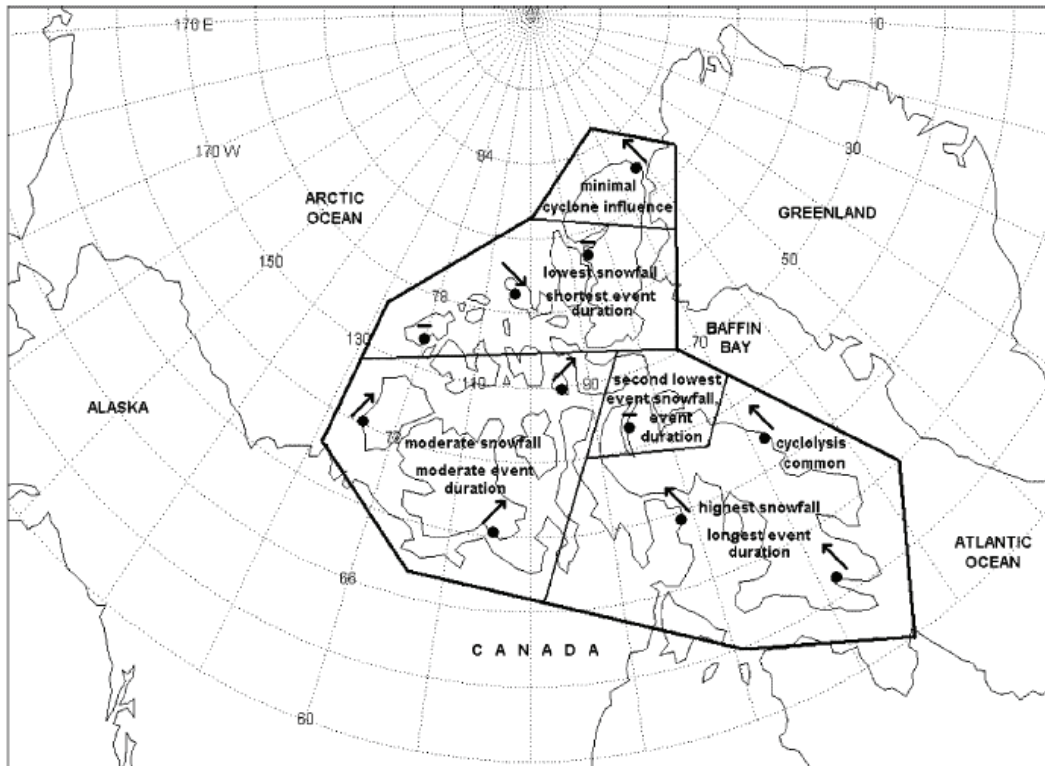 170 E
10
5
170 W
84
30
ARCTIC
OCEAN
minimal
cyclone influence
GREENLAND
150
50
lowest snowfall
shortest event
duration
78
BAFFIN
BAY
130
70
110
90
second lowest
event snowfall,
event
duration
ALASKA
72
moderate snowfall
moderate event
duration
cyclolysis
common
highest snowfall
longest event
duration
ATLANTIC
OCEAN
66
C A N A D A
60